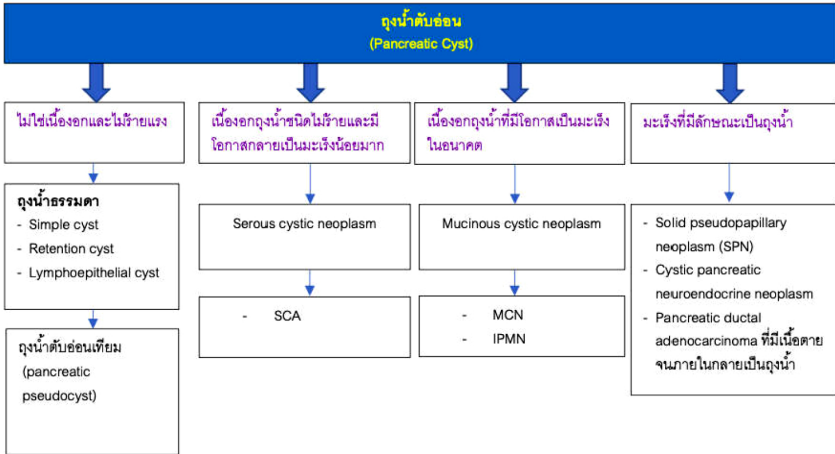 ถุงน้ำตับอ่อน
(Pancreatic Cyst)
ไม่ใช่เนื้องอกและไม่ร้ายแรง
ถุงน้ำธรรมดา
- Simple cyst
- Retention cyst
- Lymphoepithelial cyst
ถุงน้ำตับอ่อนเทียม
(pancreatic
pseudocyst)
เนื้องอกถุงน้ำชนิดไม่ร้ายและมี
โอกาสกลายเป็นมะเร็งน้อยมาก
Serous cystic neoplasm
- SCA
เนื้องอกถุงน้ำที่มีโอกาสเป็นมะเร็ง
ในอนาคต
Mucinous cystic neoplasm
- MCN
- IPMN
มะเร็งที่มีลักษณะเป็นถุงน้ำ
- Solid pseudopapillary
neoplasm (SPN)
- Cystic pancreatic
neuroendocrine neoplasm
- Pancreatic ductal
adenocarcinoma ที่มีเนื้อตาย
จนภายในกลายเป็นถุงน้ำ